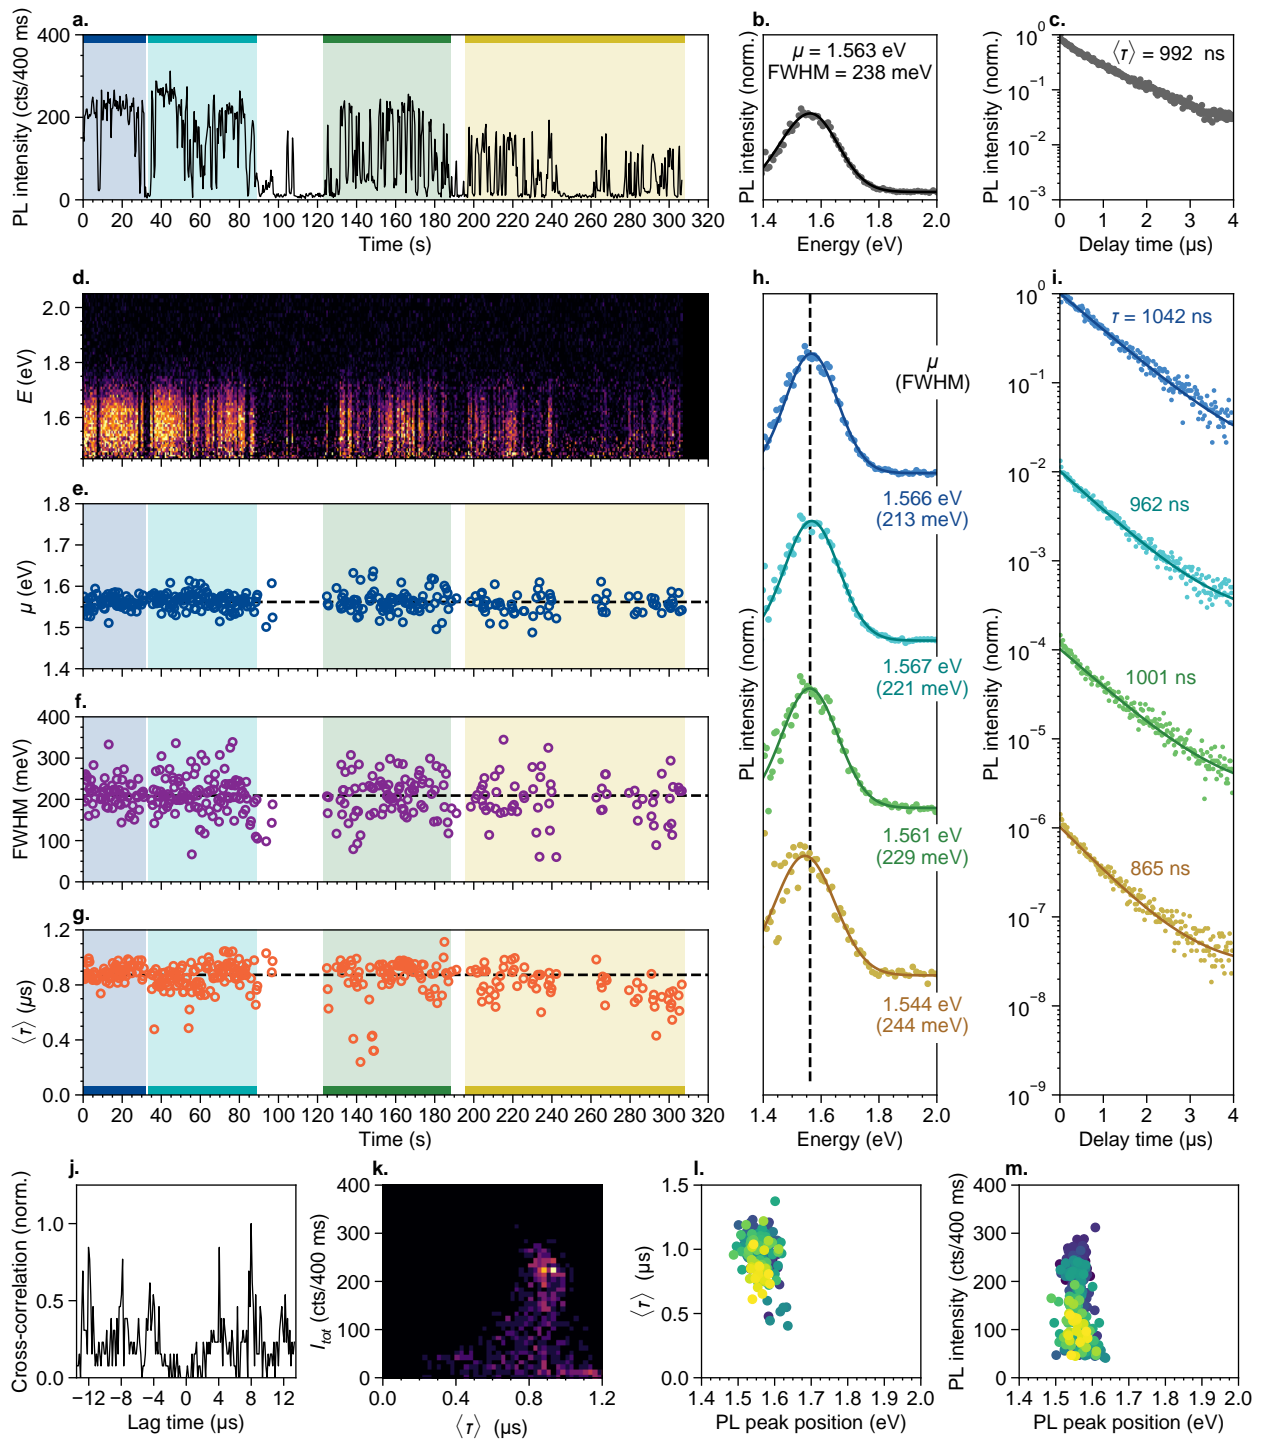 a.
PL intensity (cts/400 ms)
400
200
0
0 20 40 60 80 100 120 140 160 180 200 220 240 260 280 300 320
Time (s)
b.
PL intensity (norm.)
μ = 1.563 eV
FWHM = 238 meV
1.4 1.6 1.8 2.0
Energy (eV)
c.
PL intensity (norm.)
10^0
10^−1
10^−2
10^−3
⟨τ⟩ = 992 ns
0 1 2 3 4
Delay time (μs)
d.
E (eV)
2.0
1.8
1.6
e.
μ (eV)
1.8
1.7
1.6
1.5
1.4
f.
FWHM (meV)
400
300
200
100
0
g.
⟨τ⟩ (μs)
1.2
0.8
0.4
0.0
0 20 40 60 80 100 120 140 160 180 200 220 240 260 280 300 320
Time (s)
h.
PL intensity (norm.)
μ
(FWHM)
1.566 eV
(213 meV)
1.567 eV
(221 meV)
1.561 eV
(229 meV)
1.544 eV
(244 meV)
1.4 1.6 1.8 2.0
Energy (eV)
i.
PL intensity (norm.)
10^0
10^−1
10^−2
10^−3
10^−4
10^−5
10^−6
10^−7
10^−8
10^−9
τ = 1042 ns
962 ns
1001 ns
865 ns
0 1 2 3 4
Delay time (μs)
j.
Cross-correlation (norm.)
1.0
0.5
0.0
−12 −4 4 12
Lag time (μs)
k.
I_tot (cts/400 ms)
400
300
200
100
0
0.0 0.4 0.8 1.2
⟨τ⟩ (μs)
l.
⟨τ⟩ (μs)
1.5
1.0
0.5
0.0
1.4 1.5 1.6 1.7 1.8 1.9 2.0
PL peak position (eV)
m.
PL intensity (cts/400 ms)
400
300
200
100
0
1.4 1.5 1.6 1.7 1.8 1.9 2.0
PL peak position (eV)